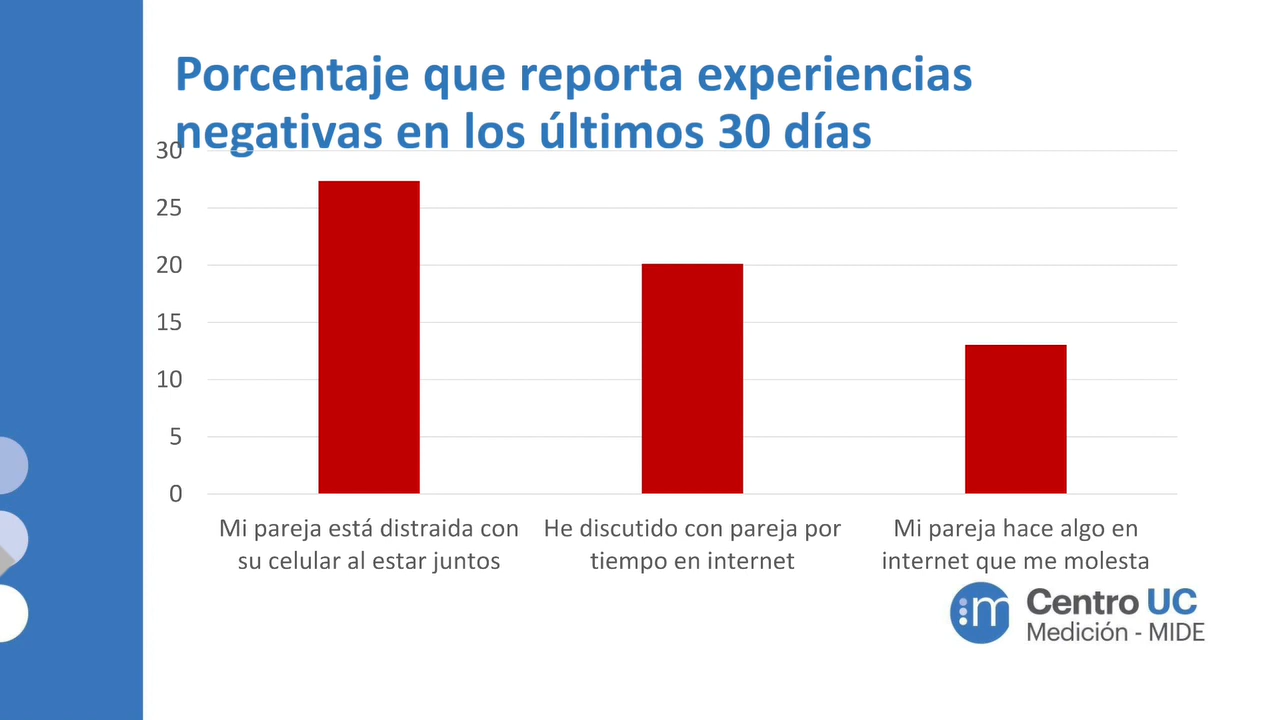 Porcentaje que reporta experiencias
negativas en los últimos 30 días
30
25
20
15
10
5
0
Mi pareja está distraida con
su celular al estar juntos
He discutido con pareja por
tiempo en internet
Mi pareja hace algo en
internet que me molesta
m
Centro UC
Medición - MIDE